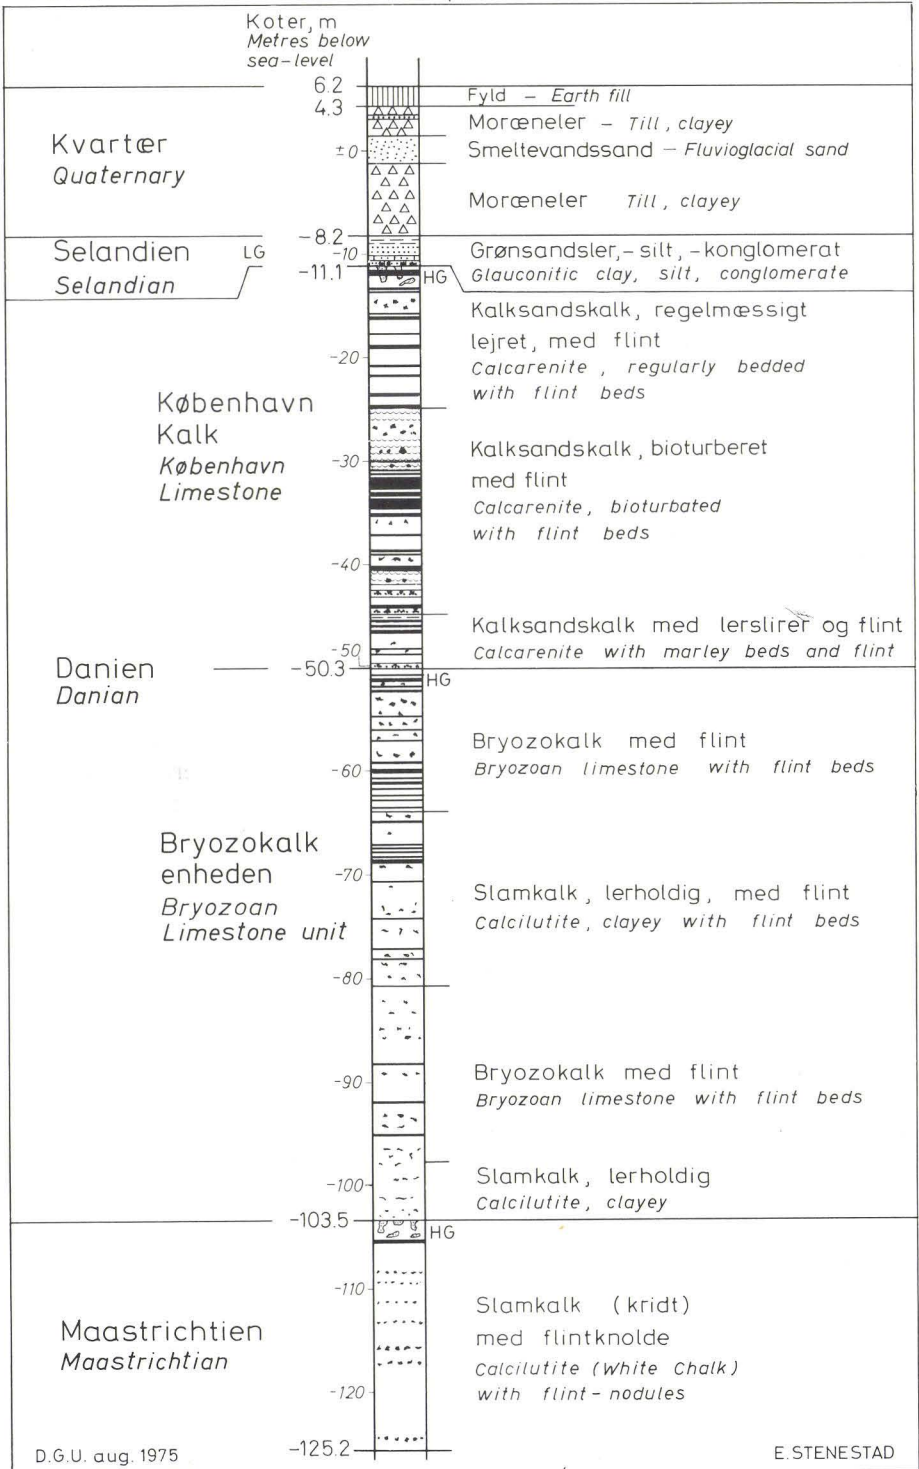 Koter, m
Metres below
sea-level
6.2
Fyld - Earth fill
4.3
Moræneler - Till, clayey
Kvartær
Quaternary
±0
Smeltevandssand - Fluvioglacial sand
Moræneler Till, clayey
-8.2
Selandien LG
Selandian
-10
Grønsandsler,-silt,-konglomerat
-11.1
HG
Glauconitic clay, silt, conglomerate
Kalksandskalk, regelmæssigt
lejret, med flint
Calcarenite, regularly bedded
with flint beds
-20
København
Kalk
København
Limestone
-30
Kalksandskalk, bioturberet
med flint
Calcarenite, bioturbated
with flint beds
-40
Kalksandskalk med lerslirer og flint
Calcarenite with marley beds and flint
-50
Danien
Danian
-50.3
HG
Bryozokalk med flint
Bryozoan limestone with flint beds
-60
Bryozokalk
enheden
Bryozoan
Limestone unit
-70
Slamkalk, lerholdig, med flint
Calcilutite, clayey with flint beds
-80
-90
Bryozokalk med flint
Bryozoan limestone with flint beds
-100
Slamkalk, lerholdig
Calcilutite, clayey
-103.5
HG
-110
Maastrichtien
Maastrichtian
Slamkalk (kridt)
med flintknolde
Calcilutite (White Chalk)
with flint-nodules
-120
-125.2
D.G.U. aug. 1975
E. STENESTAD